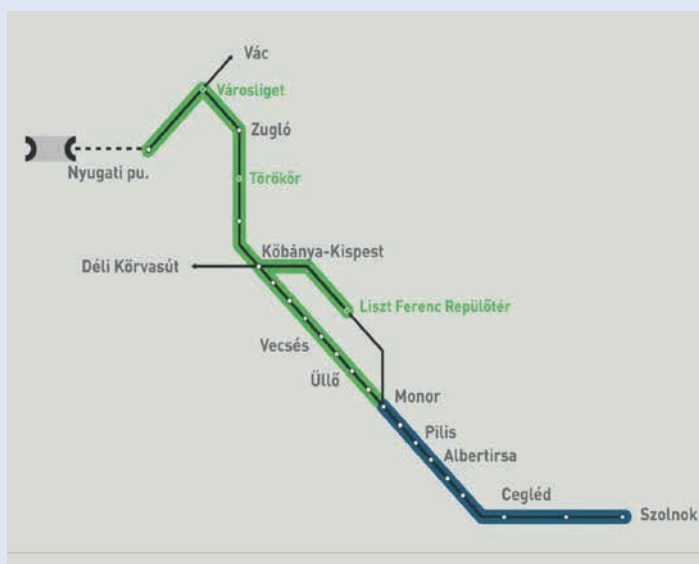 Vác
Városliget
Zugló
Nyugati pu.
Törökőr
Kőbánya-Kispest
Déli Körvasút
Liszt Ferenc Repülőtér
Vecsés
Üllő
Monor
Pilis
Albertirsa
Cegléd
Szolnok